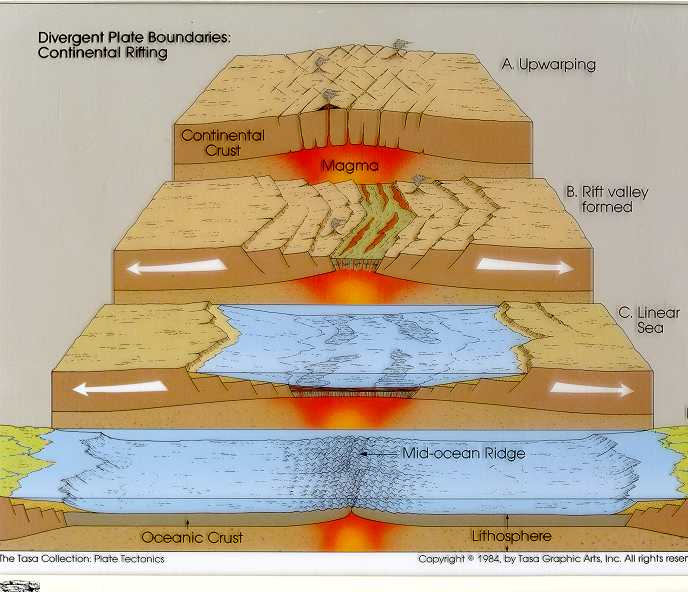 Divergent Plate Boundaries:
Continental Rifting
A. Upwarping
Continental
Crust
Magma
B. Rift valley
formed
C. Linear
Sea
Mid-ocean Ridge
Oceanic Crust
Lithosphere
The Tasa Collection: Plate Tectonics
Copyright © 1984, by Tasa Graphic Arts, Inc. All rights reser